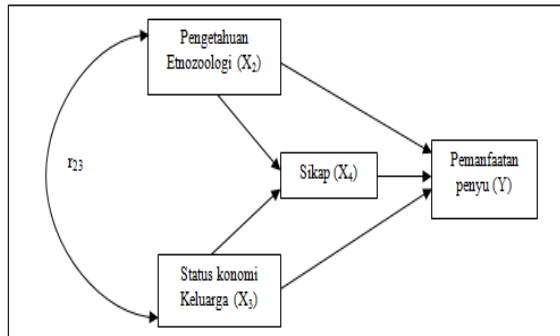 Pengetahuan
Etnozoologi (X₂)
r₂₃
Sikap (X₄)
Pemanfaatan
penyu (Y)
Status konomi
Keluarga (X₃)